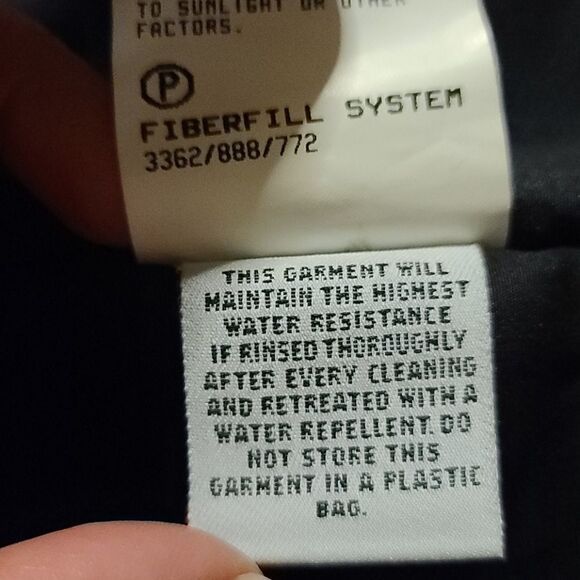 TO SUNLIGHT OR OTHER
FACTORS.
P
FIBERFILL SYSTEM
3362/888/772
THIS GARMENT WILL
MAINTAIN THE HIGHEST
WATER RESISTANCE
IF RINSED THOROUGHLY
AFTER EVERY CLEANING
AND RETREATED WITH A
WATER REPELLENT. DO
NOT STORE THIS
GARMENT IN A PLASTIC
BAG.